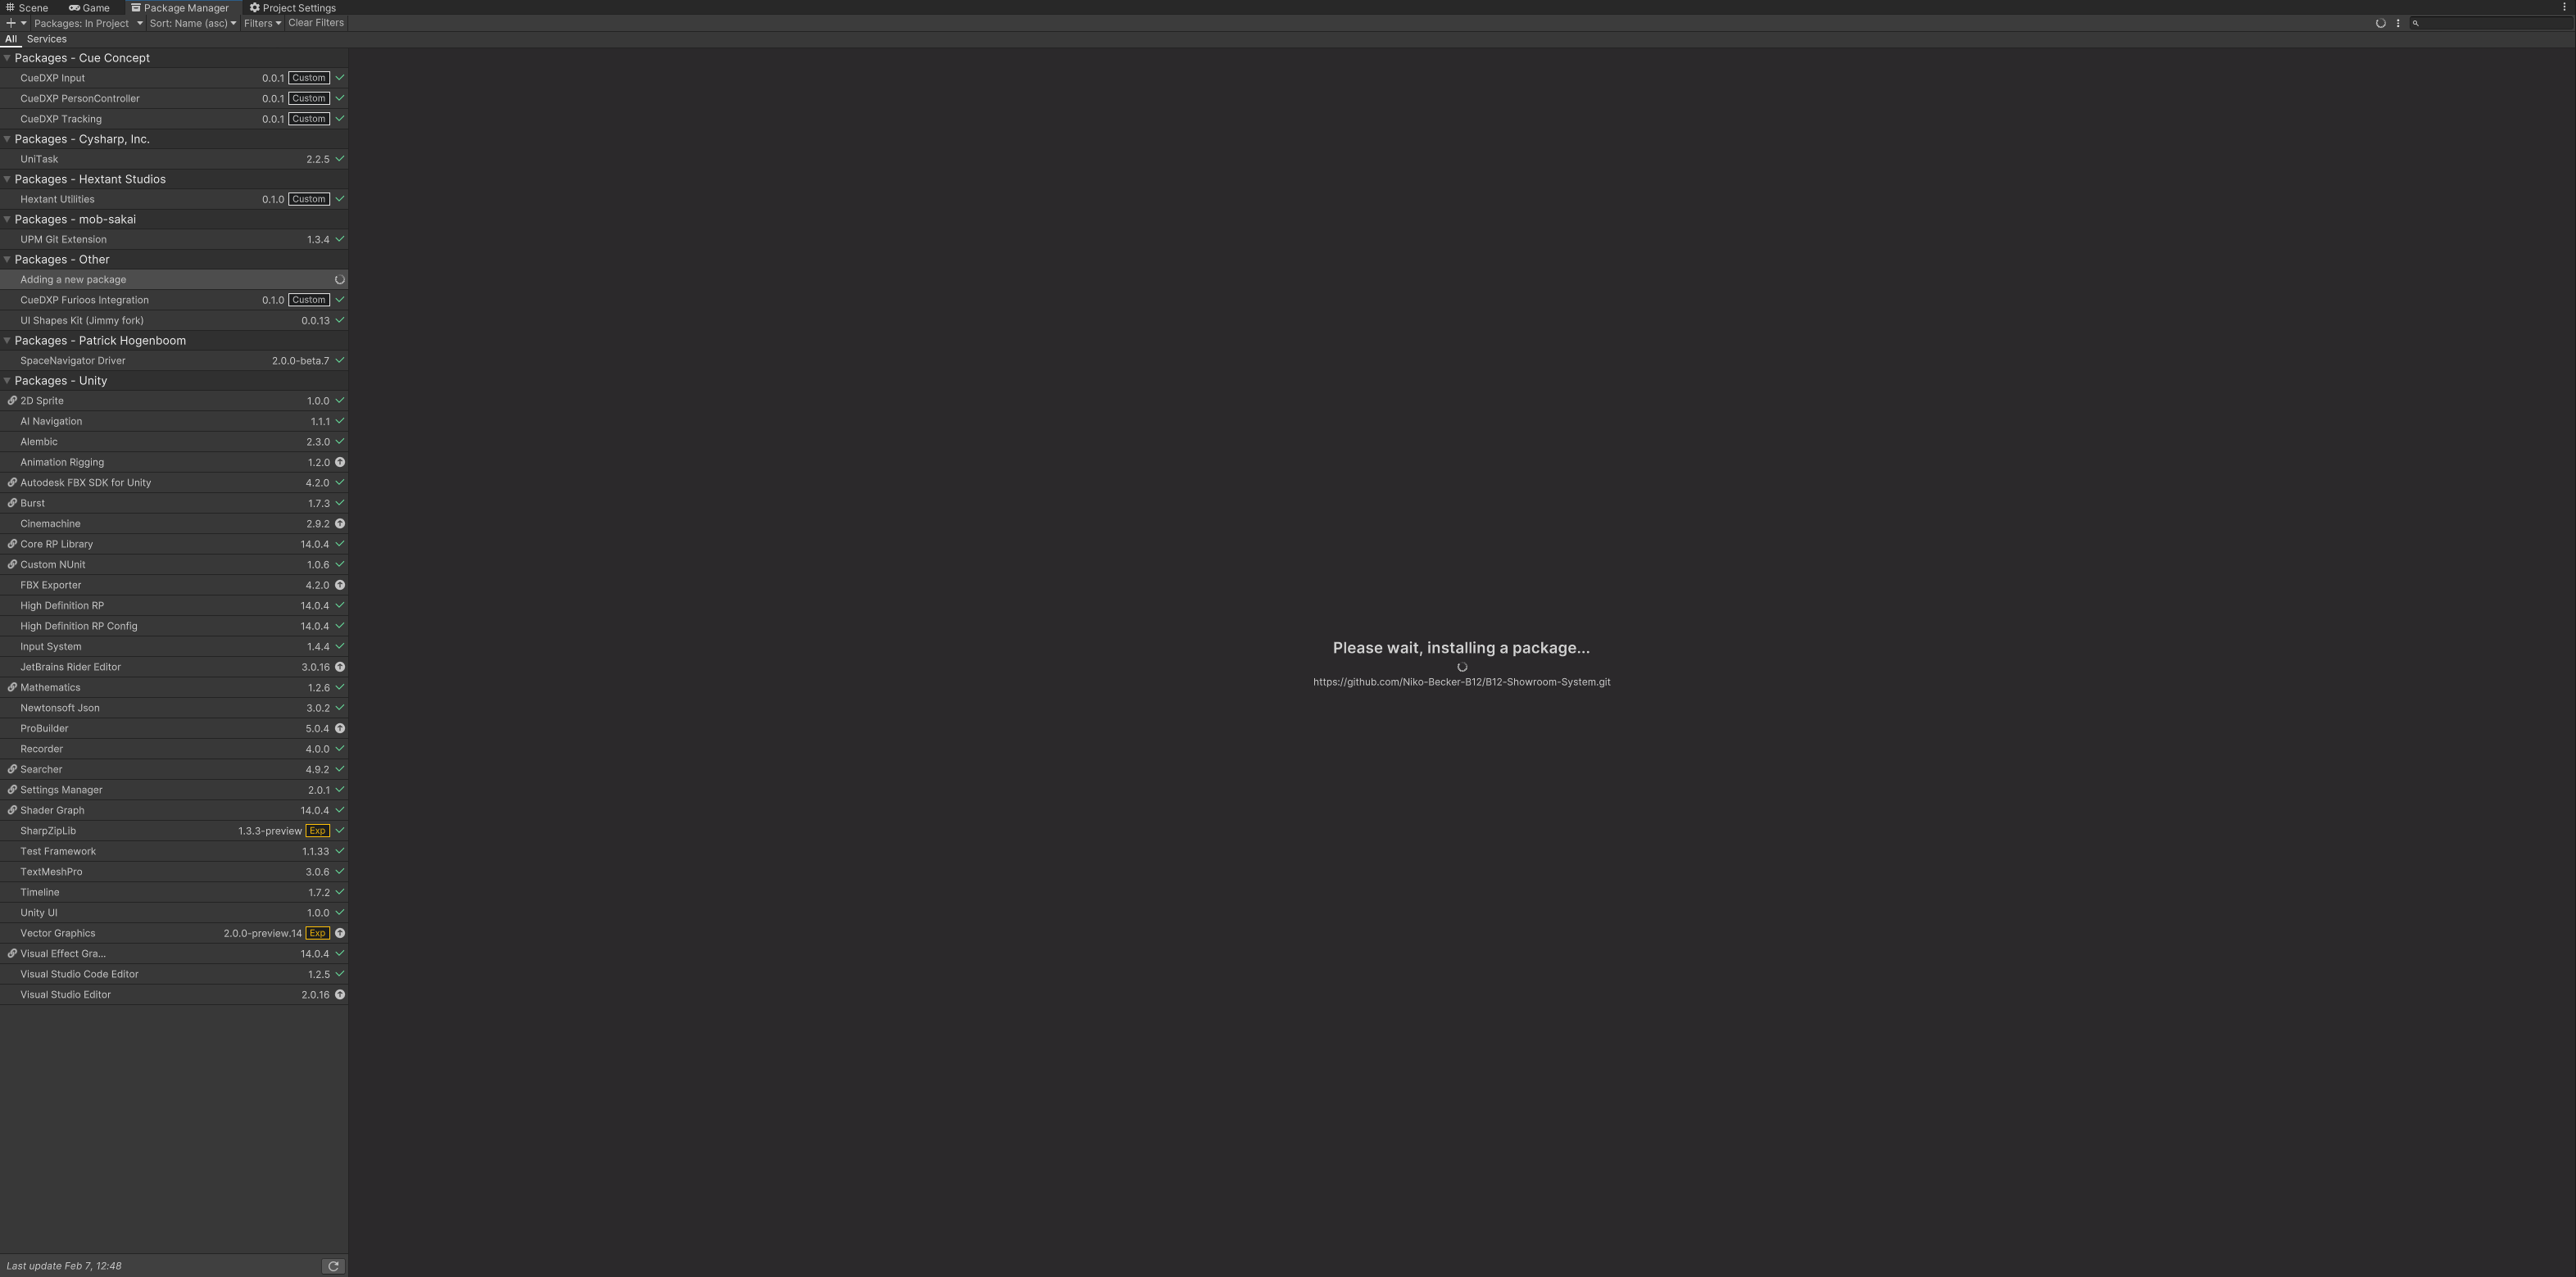 Scene Game Package Manager Project Settings
Packages: In Project Sort: Name (asc) Filters Clear Filters
All Services
Packages - Cue Concept
CueDXP Input 0.0.1 Custom
CueDXP PersonController 0.0.1 Custom
CueDXP Tracking 0.0.1 Custom
Packages - Cysharp, Inc.
UniTask 2.2.5
Packages - Hextant Studios
Hextant Utilities 0.1.0 Custom
Packages - mob-sakai
UPM Git Extension 1.3.4
Packages - Other
Adding a new package
CueDXP Furioos Integration 0.1.0 Custom
UI Shapes Kit (Jimmy fork) 0.0.13
Packages - Patrick Hogenboom
SpaceNavigator Driver 2.0.0-beta.7
Packages - Unity
2D Sprite 1.0.0
AI Navigation 1.1.1
Alembic 2.3.0
Animation Rigging 1.2.0
Autodesk FBX SDK for Unity 4.2.0
Burst 1.7.3
Cinemachine 2.9.2
Core RP Library 14.0.4
Custom NUnit 1.0.6
FBX Exporter 4.2.0
High Definition RP 14.0.4
High Definition RP Config 14.0.4
Input System 1.4.4
JetBrains Rider Editor 3.0.16
Mathematics 1.2.6
Newtonsoft Json 3.0.2
ProBuilder 5.0.4
Recorder 4.0.0
Searcher 4.9.2
Settings Manager 2.0.1
Shader Graph 14.0.4
SharpZipLib 1.3.3-preview Exp
Test Framework 1.1.33
TextMeshPro 3.0.6
Timeline 1.7.2
Unity UI 1.0.0
Vector Graphics 2.0.0-preview.14 Exp
Visual Effect Gra... 14.0.4
Visual Studio Code Editor 1.2.5
Visual Studio Editor 2.0.16
Last update Feb 7, 12:48
Please wait, installing a package...
https://github.com/Niko-Becker-B12/B12-Showroom-System.git